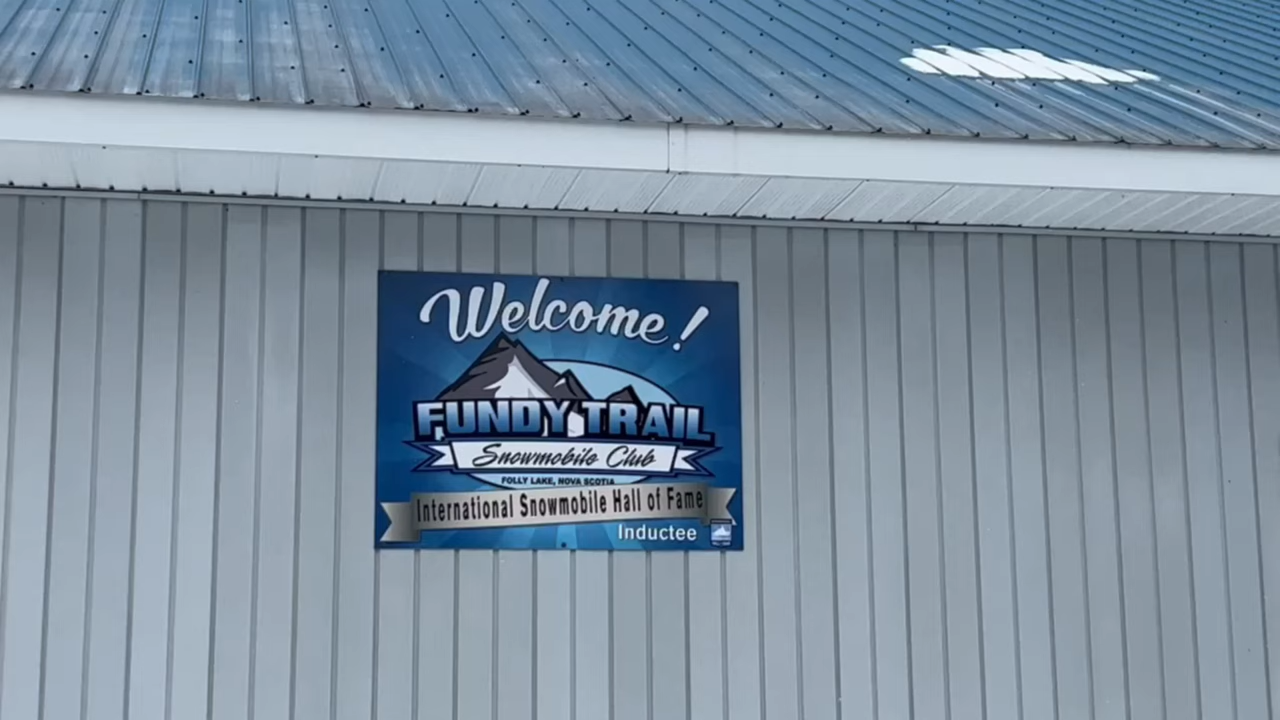 Welcome!
FUNDY TRAIL
Snowmobile Club
FOLLY LAKE, NOVA SCOTIA
International Snowmobile Hall of Fame
Inductee